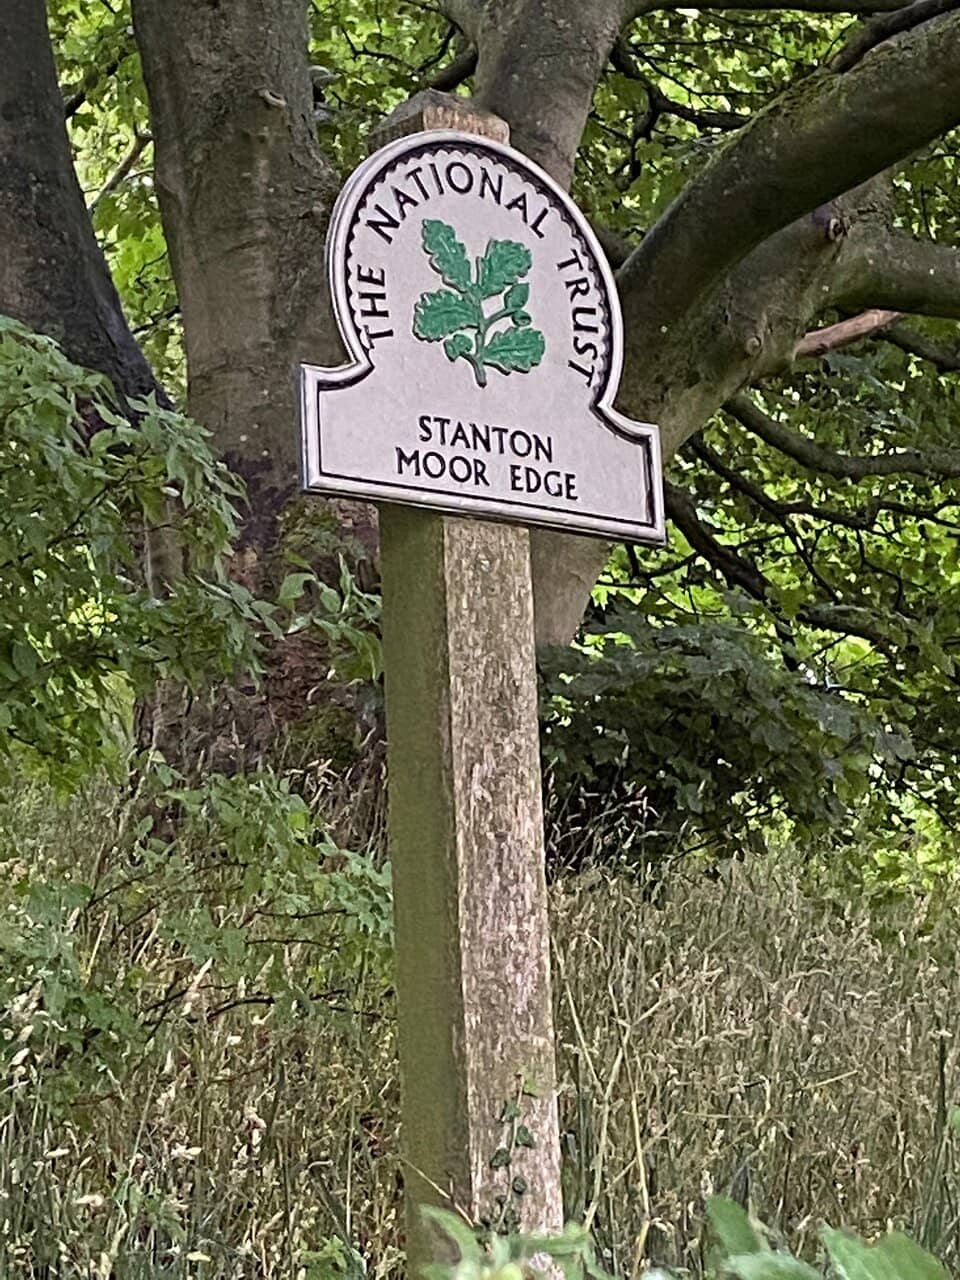 THE NATIONAL TRUST
STANTON
MOOR EDGE